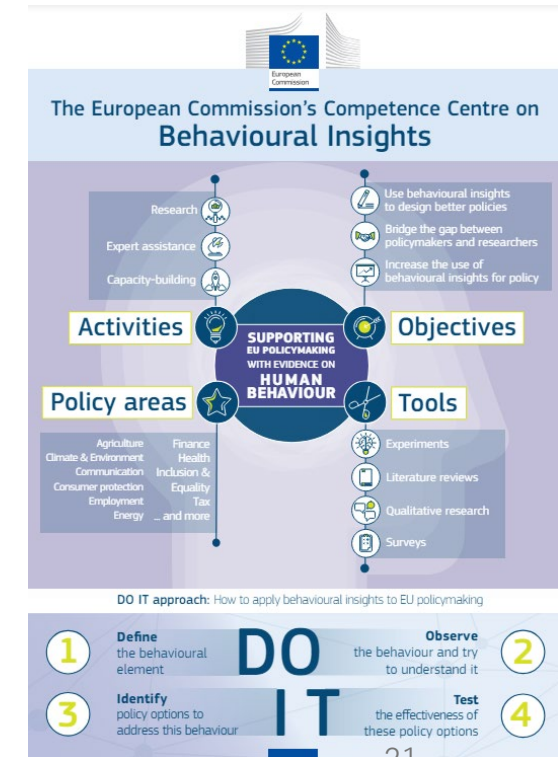 European
Commission
The European Commission's Competence Centre on
Behavioural Insights
Research
Expert assistance
Capacity-building
Activities
Use behavioural insights
to design better policies
Bridge the gap between
policymakers and researchers
Increase the use of
behavioural insights for policy
Objectives
SUPPORTING
EU POLICYMAKING
WITH EVIDENCE ON
HUMAN
BEHAVIOUR
Policy areas
Agriculture
Climate & Environment
Communication
Consumer protection
Employment
Energy
Finance
Health
Inclusion &
Equality
Tax
... and more
Tools
Experiments
Literature reviews
Qualitative research
Surveys
DO IT approach: How to apply behavioural insights to EU policymaking
DO
IT
1
Define
the behavioural
element
Observe
the behaviour and try
to understand it
2
3
Identify
policy options to
address this behaviour
Test
the effectiveness of
these policy options
4